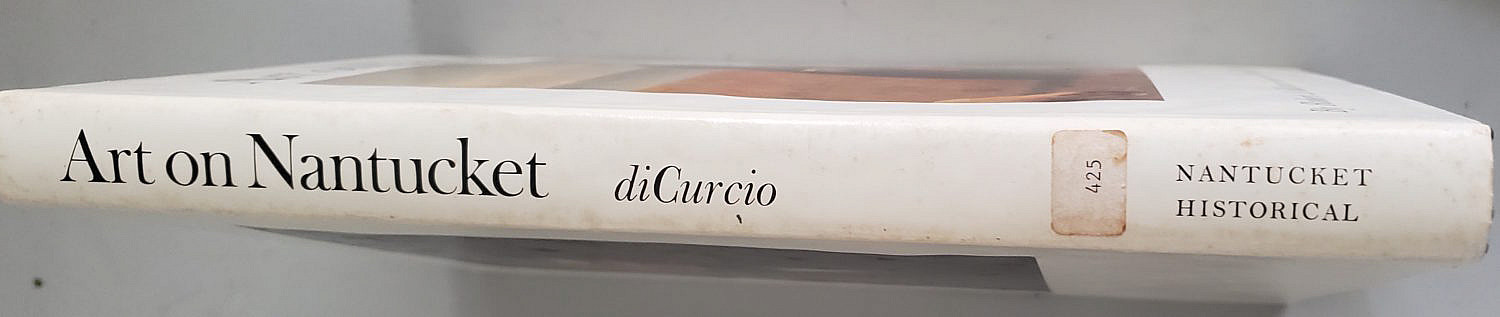 Art on Nantucket
diCurcio
425
NANTUCKET
HISTORICAL